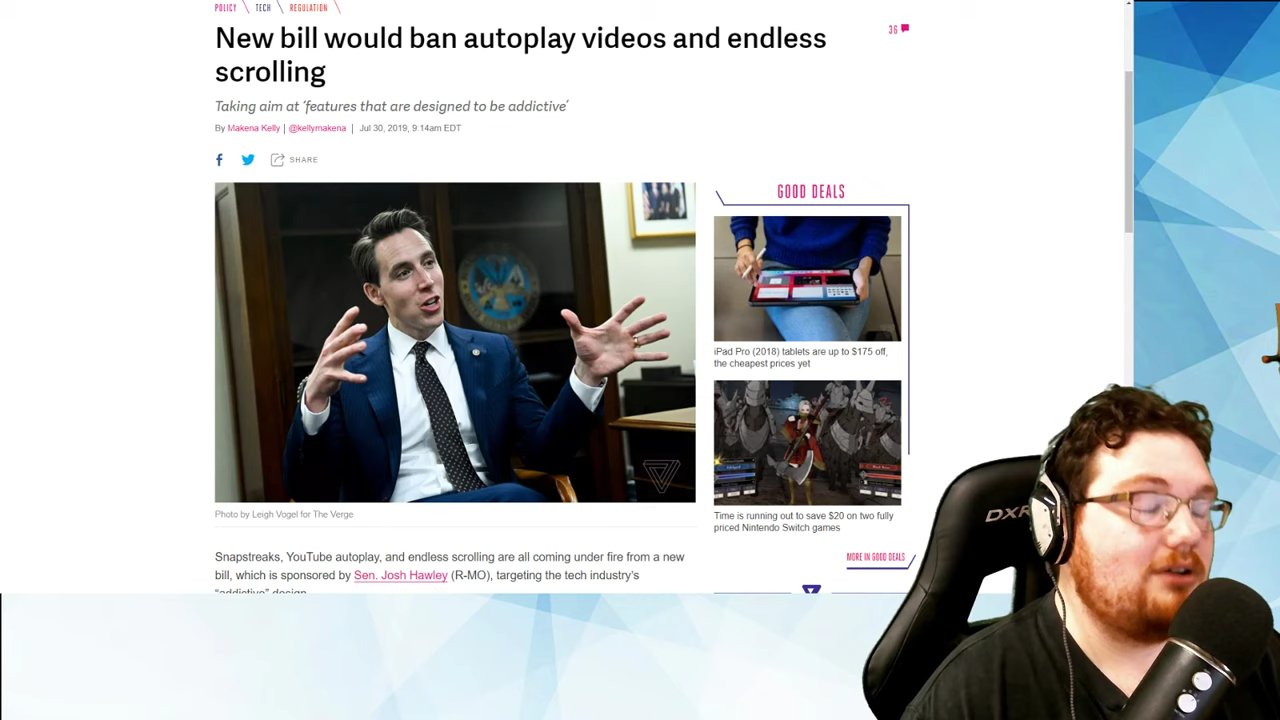 POLICY \ TECH \ REGULATION \
New bill would ban autoplay videos and endless
scrolling
36
Taking aim at ‘features that are designed to be addictive’
By Makena Kelly | @kellymakena | Jul 30, 2019, 9:14am EDT
SHARE
GOOD DEALS
iPad Pro (2018) tablets are up to $175 off,
the cheapest prices yet
Time is running out to save $20 on two fully
priced Nintendo Switch games
MORE IN GOOD DEALS
Photo by Leigh Vogel for The Verge
Snapstreaks, YouTube autoplay, and endless scrolling are all coming under fire from a new
bill, which is sponsored by Sen. Josh Hawley (R-MO), targeting the tech industry’s
“addictive” design.
DXR